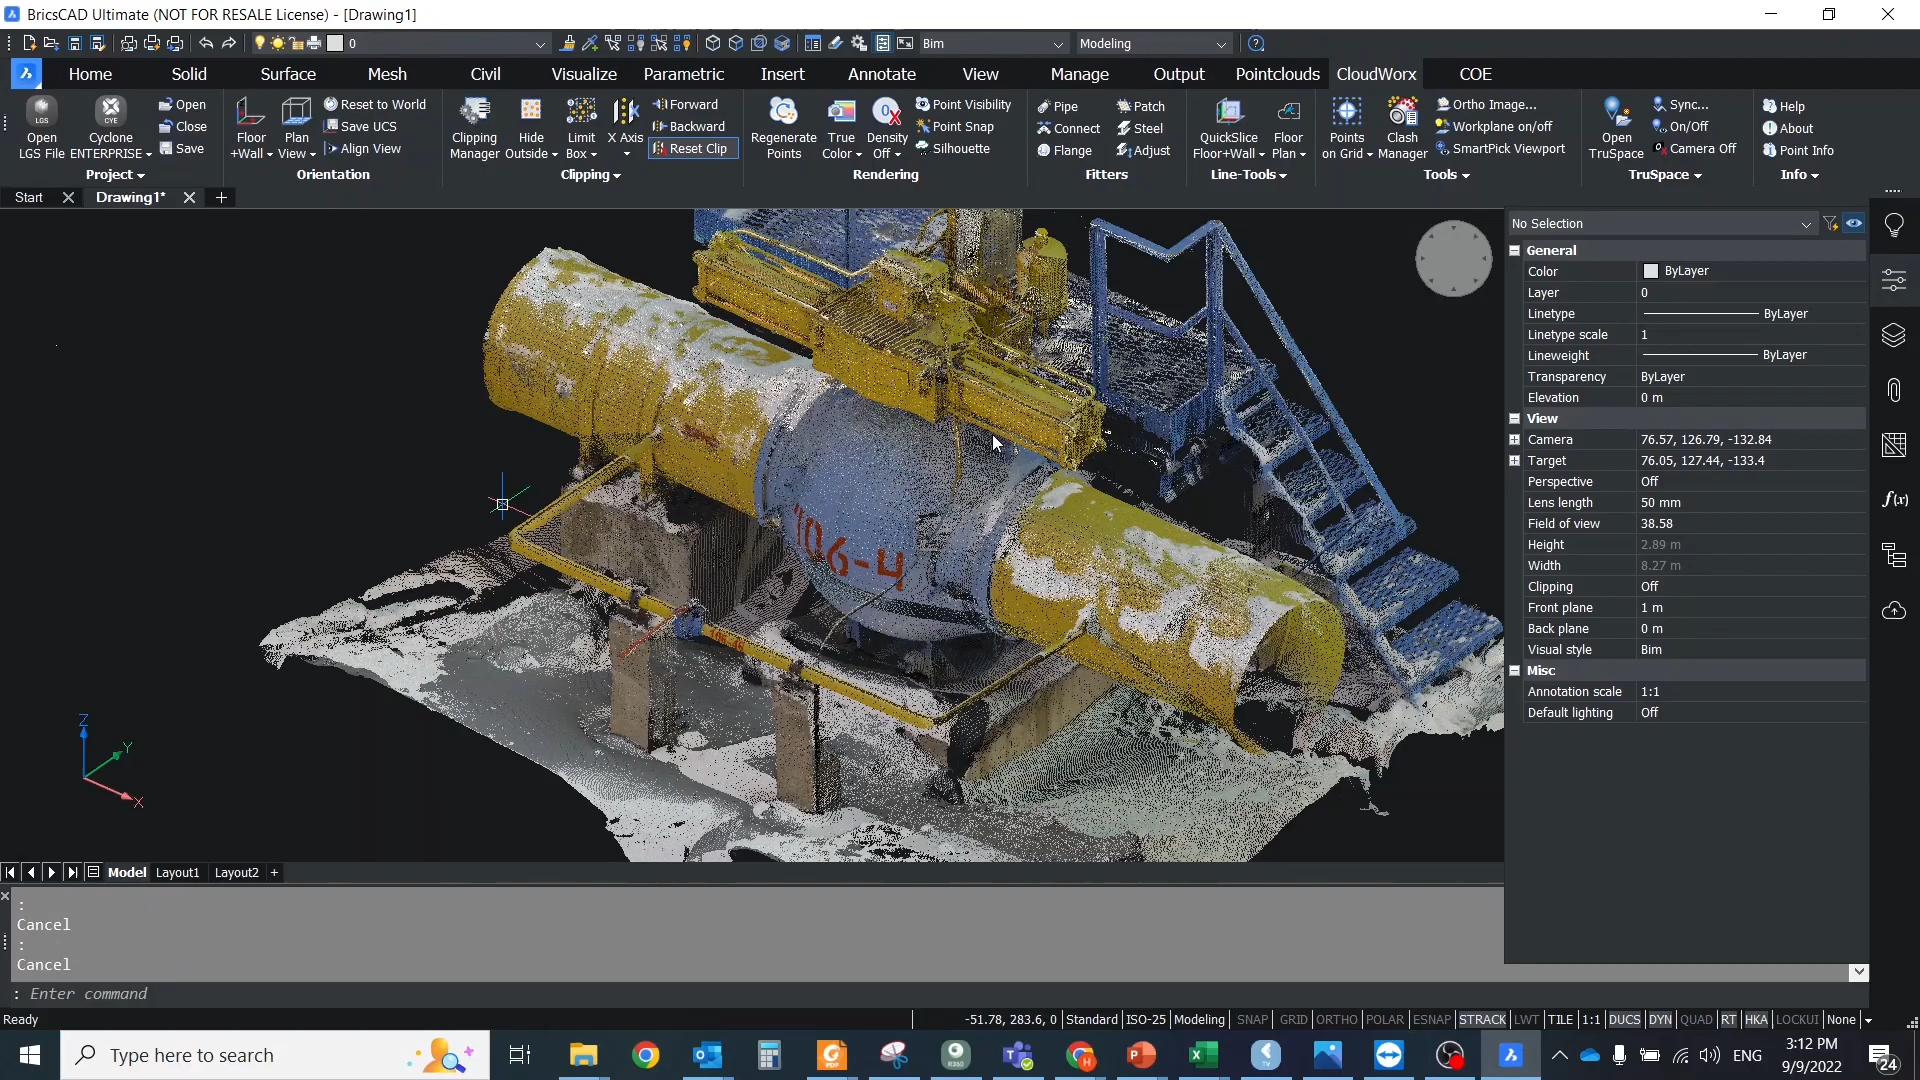 BricsCAD Ultimate (NOT FOR RESALE License) - [Drawing1]
0
Bim
Modeling
Home Solid Surface Mesh Civil Visualize Parametric Insert Annotate View Manage Output Pointclouds CloudWorx COE
LGS
Open
LGS File
CYE
Cyclone
ENTERPRISE
Open
Close
Save
Project
Floor
+Wall
Plan
View
Reset to World
Save UCS
Align View
Orientation
Clipping
Manager
Hide
Outside
Limit
Box
X Axis
Forward
Backward
Reset Clip
Clipping
Regenerate
Points
True
Color
Density
Off
Point Visibility
Point Snap
Silhouette
Rendering
Pipe
Connect
Flange
Patch
Steel
Adjust
Fitters
QuickSlice
Floor+Wall
Floor
Plan
Line-Tools
Points
on Grid
Clash
Manager
Ortho Image...
Workplane on/off
SmartPick Viewport
Tools
Open
TruSpace
Sync...
On/Off
Camera Off
TruSpace
Help
About
Point Info
Info
Start
Drawing1*
106-4
No Selection
General
Color ByLayer
Layer 0
Linetype ByLayer
Linetype scale 1
Lineweight ByLayer
Transparency ByLayer
Elevation 0 m
View
Camera 76.57, 126.79, -132.84
Target 76.05, 127.44, -133.4
Perspective Off
Lens length 50 mm
Field of view 38.58
Height 2.89 m
Width 8.27 m
Clipping Off
Front plane 1 m
Back plane 0 m
Visual style Bim
Misc
Annotation scale 1:1
Default lighting Off
f(x)
Z
Y
X
Model Layout1 Layout2 +
:
Cancel
:
Cancel
: Enter command
Ready
-51.78, 283.6, 0 Standard ISO-25 Modeling SNAP GRID ORTHO POLAR ESNAP STRACK LWT TILE 1:1 DUCS DYN QUAD RT HKA LOCKUI None
Type here to search
ENG
3:12 PM
9/9/2022
24